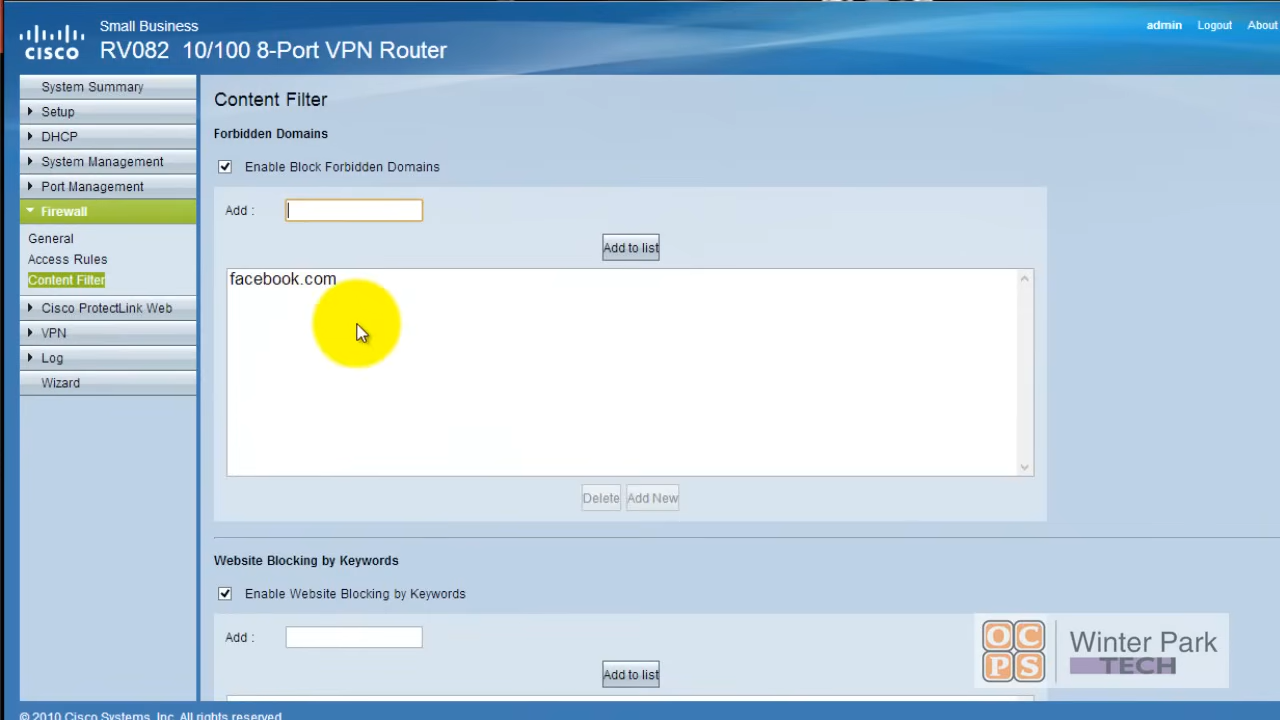 Small Business
cisco RV082 10/100 8-Port VPN Router
admin Logout About
System Summary
Setup
DHCP
System Management
Port Management
Firewall
General
Access Rules
Content Filter
Cisco ProtectLink Web
VPN
Log
Wizard
Content Filter
Forbidden Domains
Enable Block Forbidden Domains
Add :
Add to list
facebook.com
Delete Add New
Website Blocking by Keywords
Enable Website Blocking by Keywords
Add :
Add to list
OCPS
Winter Park
TECH
© 2010 Cisco Systems, Inc. All rights reserved.